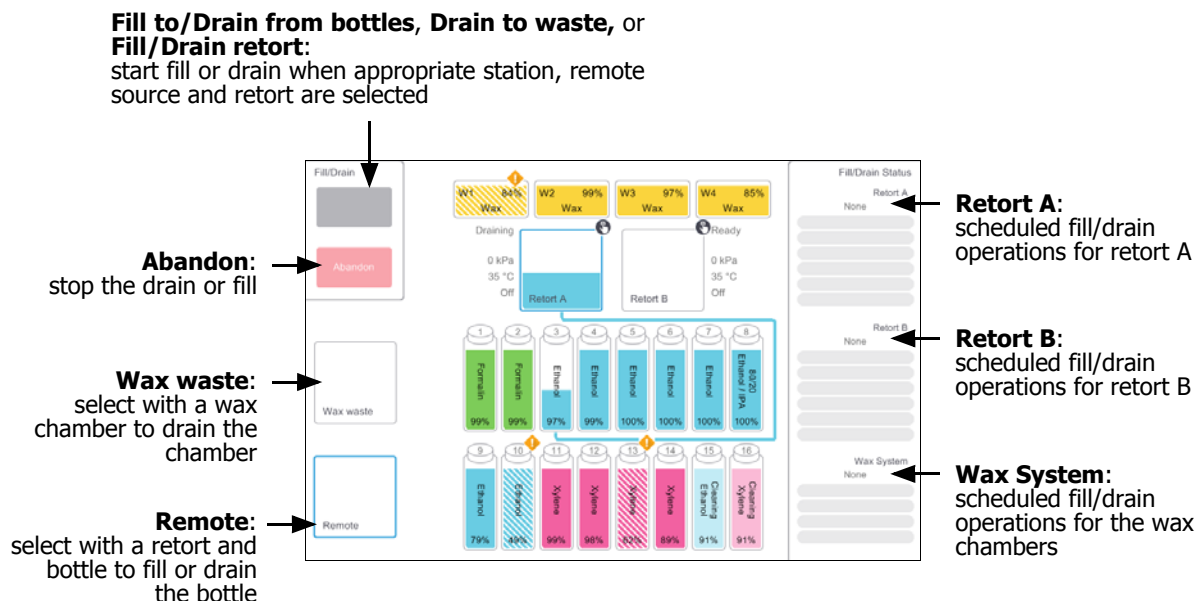 Fill to/Drain from bottles, Drain to waste, or
Fill/Drain retort:
start fill or drain when appropriate station, remote
source and retort are selected
Abandon:
stop the drain or fill
Wax waste:
select with a wax
chamber to drain the
chamber
Remote:
select with a retort and
bottle to fill or drain
the bottle
Fill/Drain
Abandon
Wax waste
Remote
W1 84%
Wax
W2 99%
Wax
W3 97%
Wax
W4 85%
Wax
Draining
0 kPa
35 °C
Off
Retort A
Ready
0 kPa
35 °C
Off
Retort B
1
Formalin
99%
2
Formalin
99%
3
Ethanol
97%
4
Ethanol
99%
5
Ethanol
100%
6
Ethanol
100%
7
Ethanol
100%
8
80/20
Ethanol / IPA
100%
9
Ethanol
79%
10
Ethanol
49%
11
Xylene
99%
12
Xylene
98%
13
Xylene
62%
14
Xylene
89%
15
Cleaning
Ethanol
91%
16
Cleaning
Xylene
91%
Fill/Drain Status
Retort A
None
Retort B
None
Wax System
None
Retort A:
scheduled fill/drain
operations for retort A
Retort B:
scheduled fill/drain
operations for retort B
Wax System:
scheduled fill/drain
operations for the wax
chambers